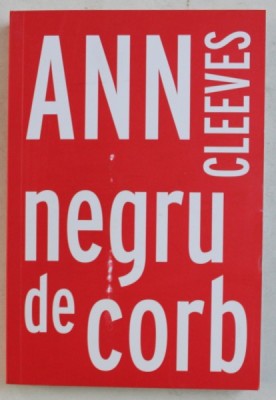 ANN
CLEEVES
negru
de corb